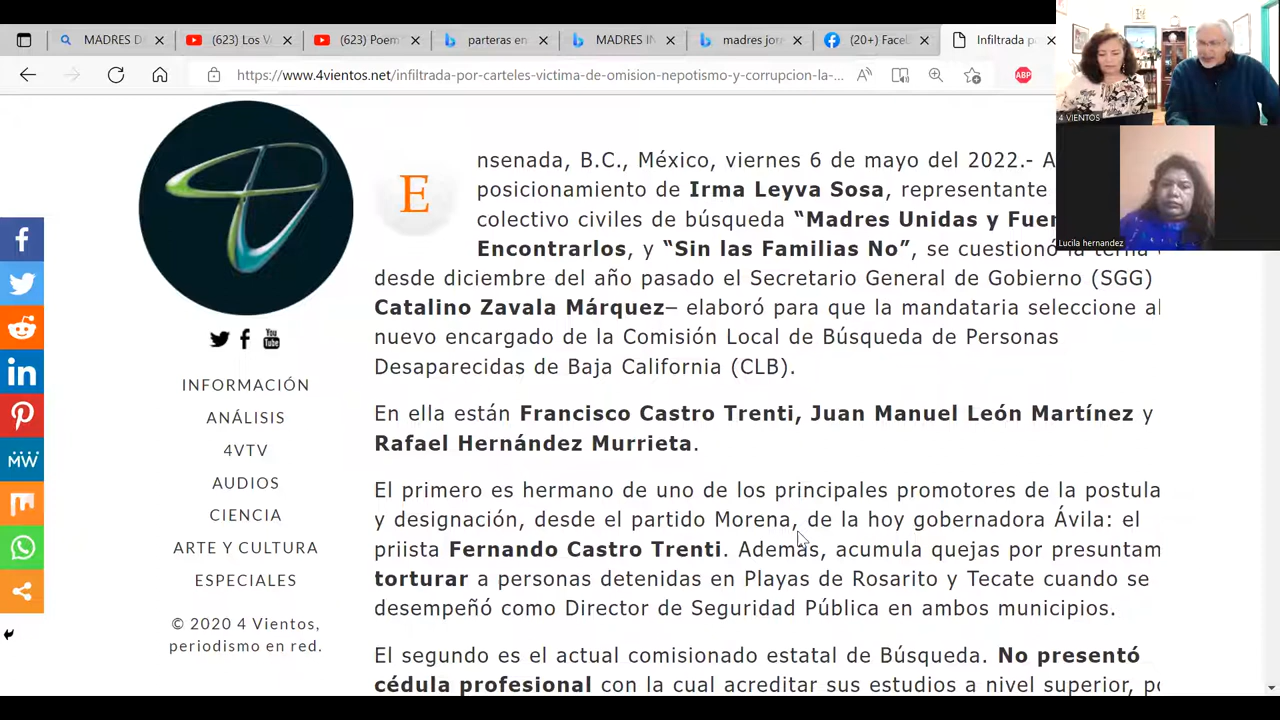 MADRES D
(623) Los V
(623) Poem
parteras en
MADRES IN
madres jor
(20+) Facel
Infiltrada p
https://www.4vientos.net/infiltrada-por-carteles-victima-de-omision-nepotismo-y-corrupcion-la-...
ABP
4 VIENTOS
Lucila hernandez
You
Tube
INFORMACIÓN
ANÁLISIS
4VTV
AUDIOS
CIENCIA
ARTE Y CULTURA
ESPECIALES
© 2020 4 Vientos,
periodismo en red.
MW
E
nsenada, B.C., México, viernes 6 de mayo del 2022.- A
posicionamiento de Irma Leyva Sosa, representante
colectivo civiles de búsqueda “Madres Unidas y Fuer
Encontrarlos, y “Sin las Familias No”, se cuestionó la terna
desde diciembre del año pasado el Secretario General de Gobierno (SGG)
Catalino Zavala Márquez– elaboró para que la mandataria seleccione al
nuevo encargado de la Comisión Local de Búsqueda de Personas
Desaparecidas de Baja California (CLB).
En ella están Francisco Castro Trenti, Juan Manuel León Martínez y
Rafael Hernández Murrieta.
El primero es hermano de uno de los principales promotores de la postula
y designación, desde el partido Morena, de la hoy gobernadora Ávila: el
priista Fernando Castro Trenti. Además, acumula quejas por presuntam
torturar a personas detenidas en Playas de Rosarito y Tecate cuando se
desempeñó como Director de Seguridad Pública en ambos municipios.
El segundo es el actual comisionado estatal de Búsqueda. No presentó
cédula profesional con la cual acreditar sus estudios a nivel superior, po